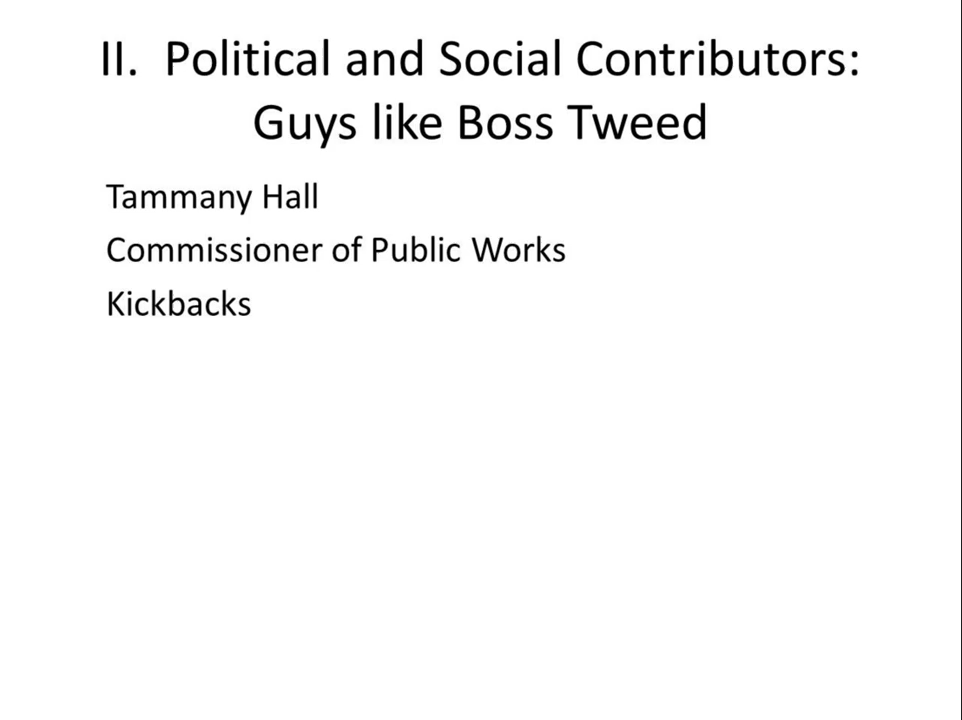 II.  Political and Social Contributors:
Guys like Boss Tweed
Tammany Hall
Commissioner of Public Works
Kickbacks